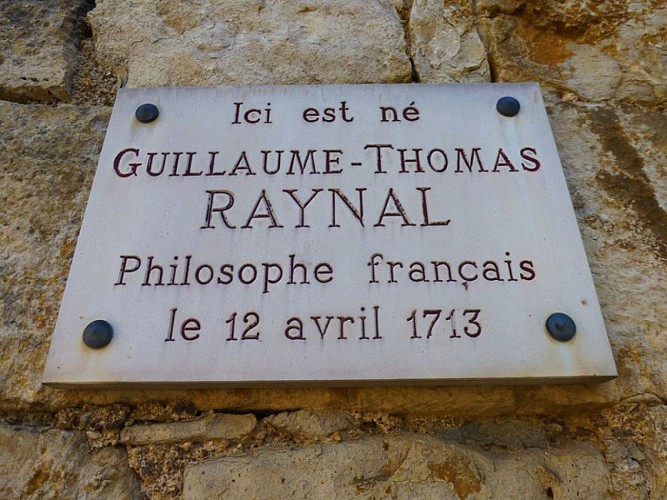 Ici est né
GUILLAUME-THOMAS
RAYNAL
Philosophe français
le 12 avril 1713